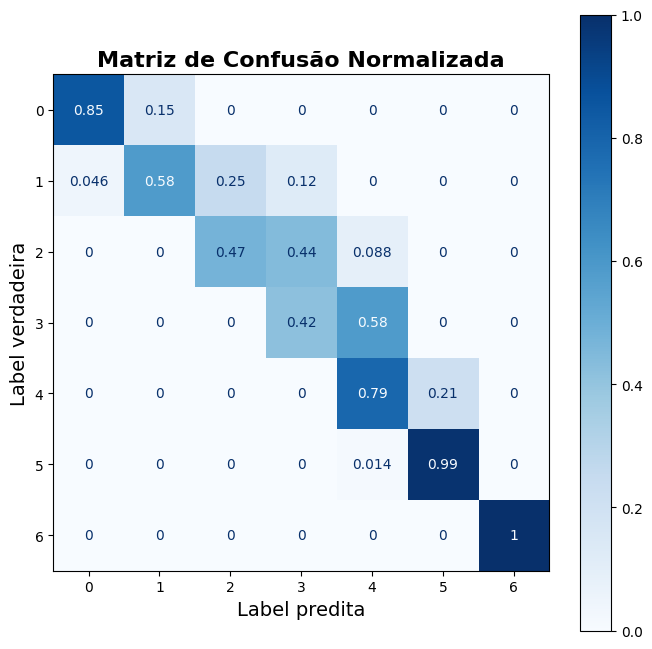 Matriz de Confusão Normalizada
1.0
0 0.85 0.15 0 0 0 0 0
1 0.046 0.58 0.25 0.12 0 0 0
0.8
2 0 0 0.47 0.44 0.088 0 0
0.6
3 0 0 0 0.42 0.58 0 0
Label verdadeira
4 0 0 0 0 0.79 0.21 0
0.4
5 0 0 0 0 0.014 0.99 0
0.2
6 0 0 0 0 0 0 1
0 1 2 3 4 5 6
Label predita
0.0